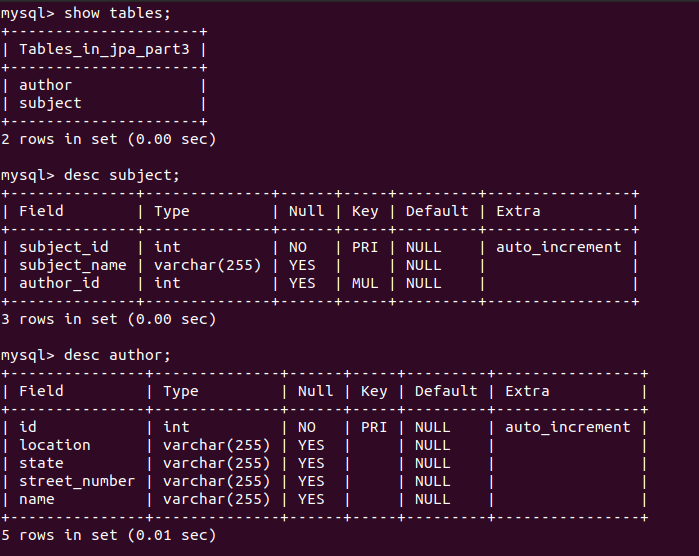 mysql> show tables;
+---------------------+
| Tables_in_jpa_part3 |
+---------------------+
| author              |
| subject             |
+---------------------+
2 rows in set (0.00 sec)

mysql> desc subject;
+--------------+--------------+------+-----+---------+----------------+
| Field        | Type         | Null | Key | Default | Extra          |
+--------------+--------------+------+-----+---------+----------------+
| subject_id   | int          | NO   | PRI | NULL    | auto_increment |
| subject_name | varchar(255) | YES  |     | NULL    |                |
| author_id    | int          | YES  | MUL | NULL    |                |
+--------------+--------------+------+-----+---------+----------------+
3 rows in set (0.00 sec)

mysql> desc author;
+---------------+--------------+------+-----+---------+----------------+
| Field         | Type         | Null | Key | Default | Extra          |
+---------------+--------------+------+-----+---------+----------------+
| id            | int          | NO   | PRI | NULL    | auto_increment |
| location      | varchar(255) | YES  |     | NULL    |                |
| state         | varchar(255) | YES  |     | NULL    |                |
| street_number | varchar(255) | YES  |     | NULL    |                |
| name          | varchar(255) | YES  |     | NULL    |                |
+---------------+--------------+------+-----+---------+----------------+
5 rows in set (0.01 sec)